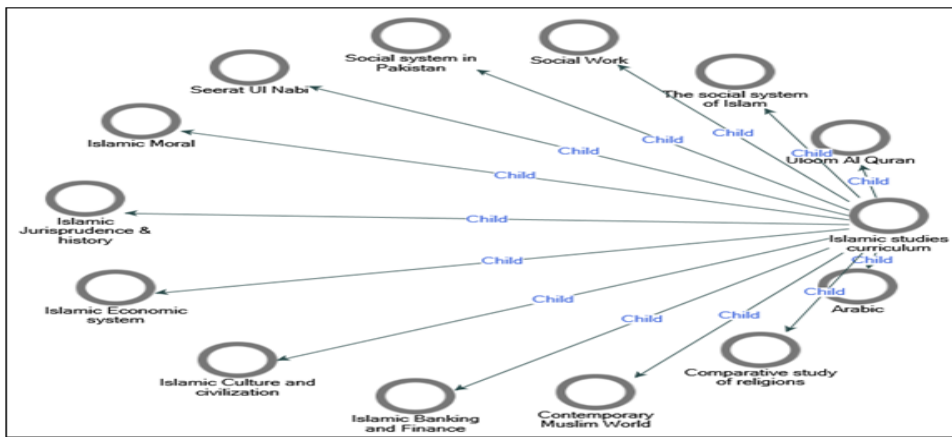 Social system in
Pakistan
Social Work
Seerat Ul Nabi
The social system
of Islam
Islamic Moral
Uloom Al Quran
Child
Child
Child
Child
Child
Child
Child
Islamic
Jurisprudence &
history
Child
Islamic studies
curriculum
Child
Child
Child
Islamic Economic
system
Child
Arabic
Child
Child
Islamic Culture and
civilization
Comparative study
of religions
Islamic Banking
and Finance
Contemporary
Muslim World